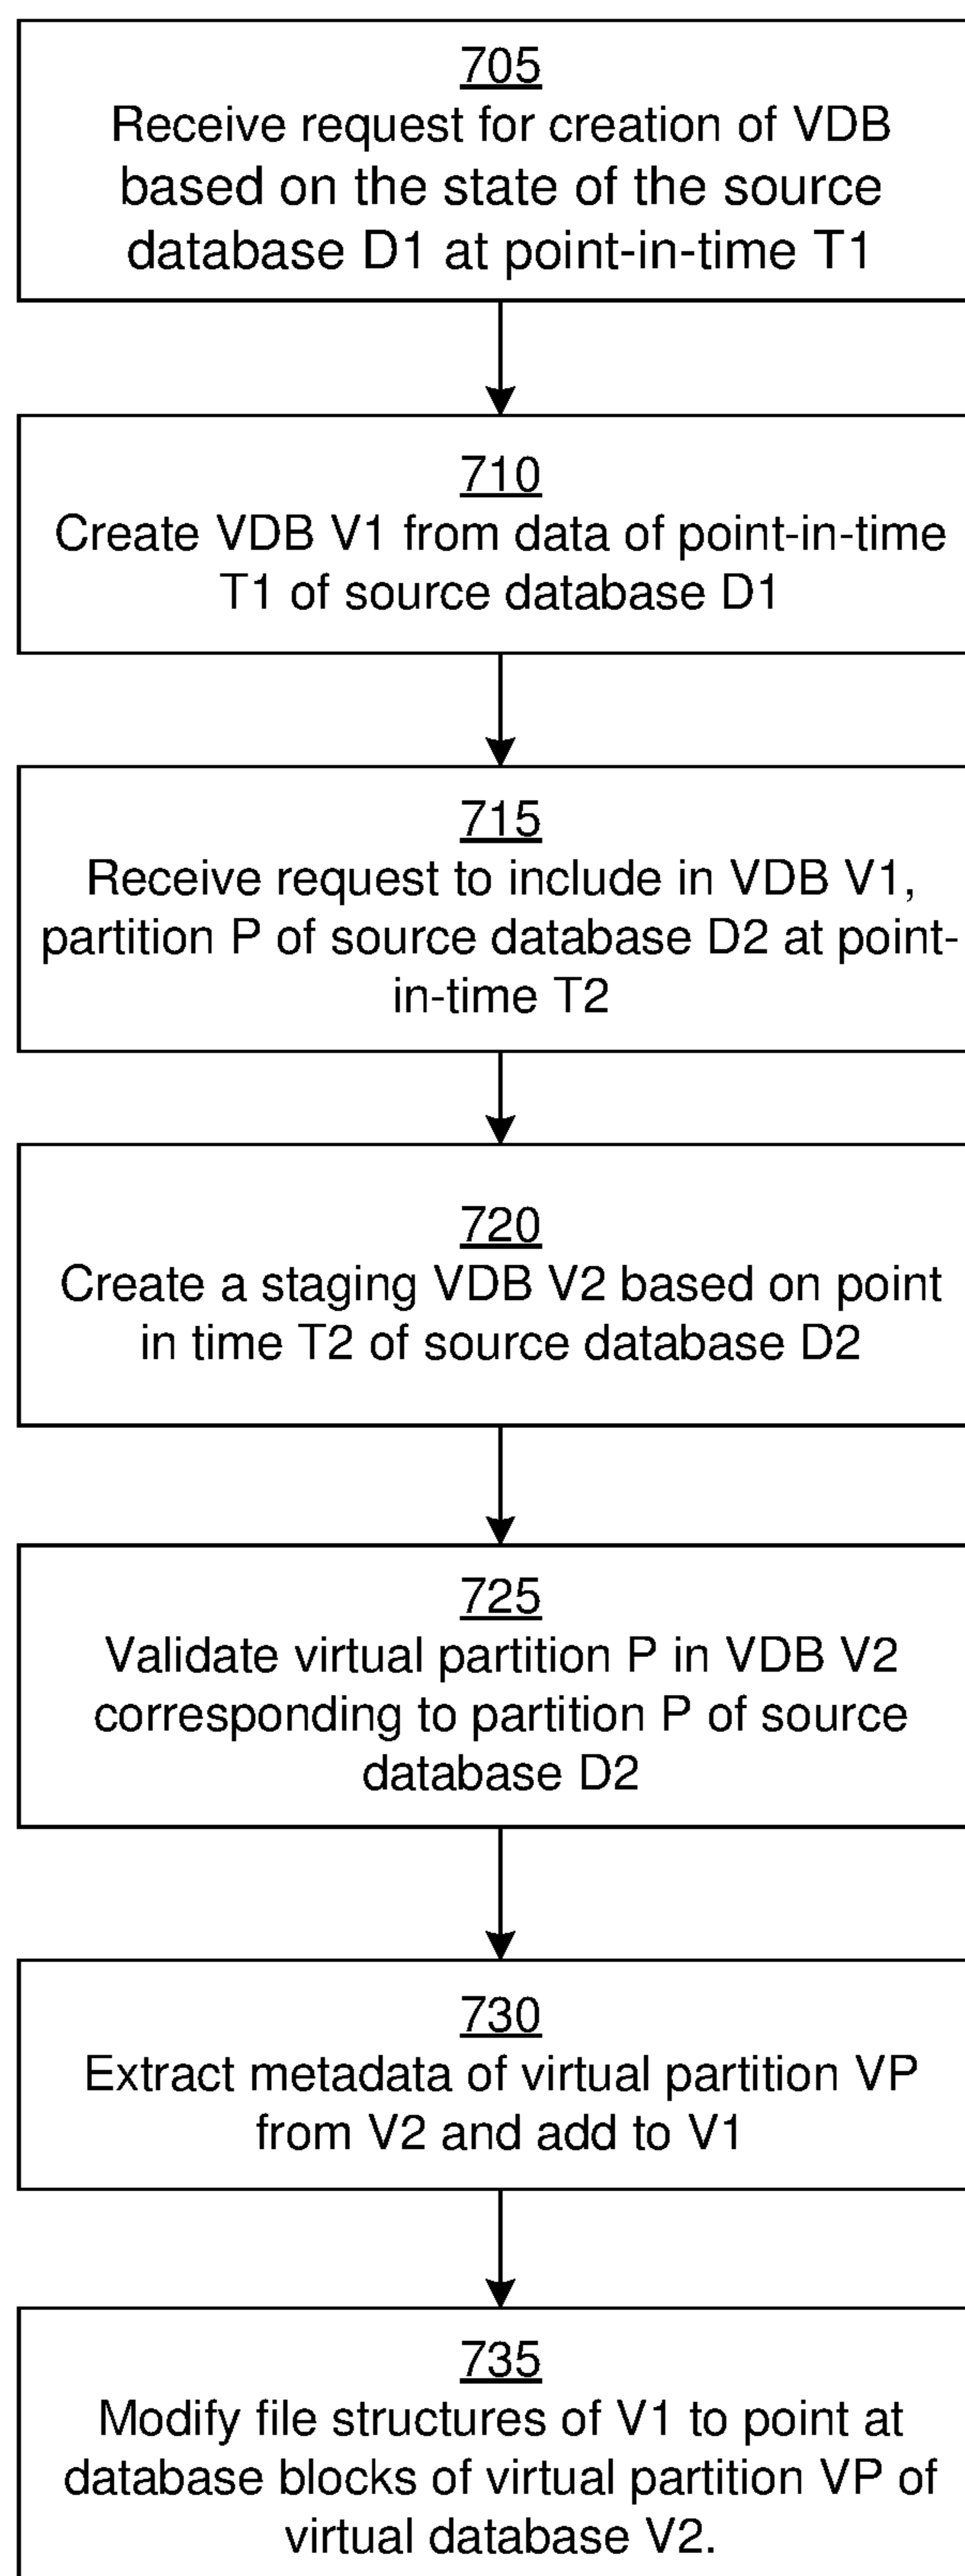 705
Receive request for creation of VDB
based on the state of the source
database D1 at point-in-time T1
710
Create VDB V1 from data of point-in-time
T1 of source database D1
715
Receive request to include in VDB V1,
partition P of source database D2 at point-
in-time T2
720
Create a staging VDB V2 based on point
in time T2 of source database D2
725
Validate virtual partition P in VDB V2
corresponding to partition P of source
database D2
730
Extract metadata of virtual partition VP
from V2 and add to V1
735
Modify file structures of V1 to point at
database blocks of virtual partition VP of
virtual database V2.